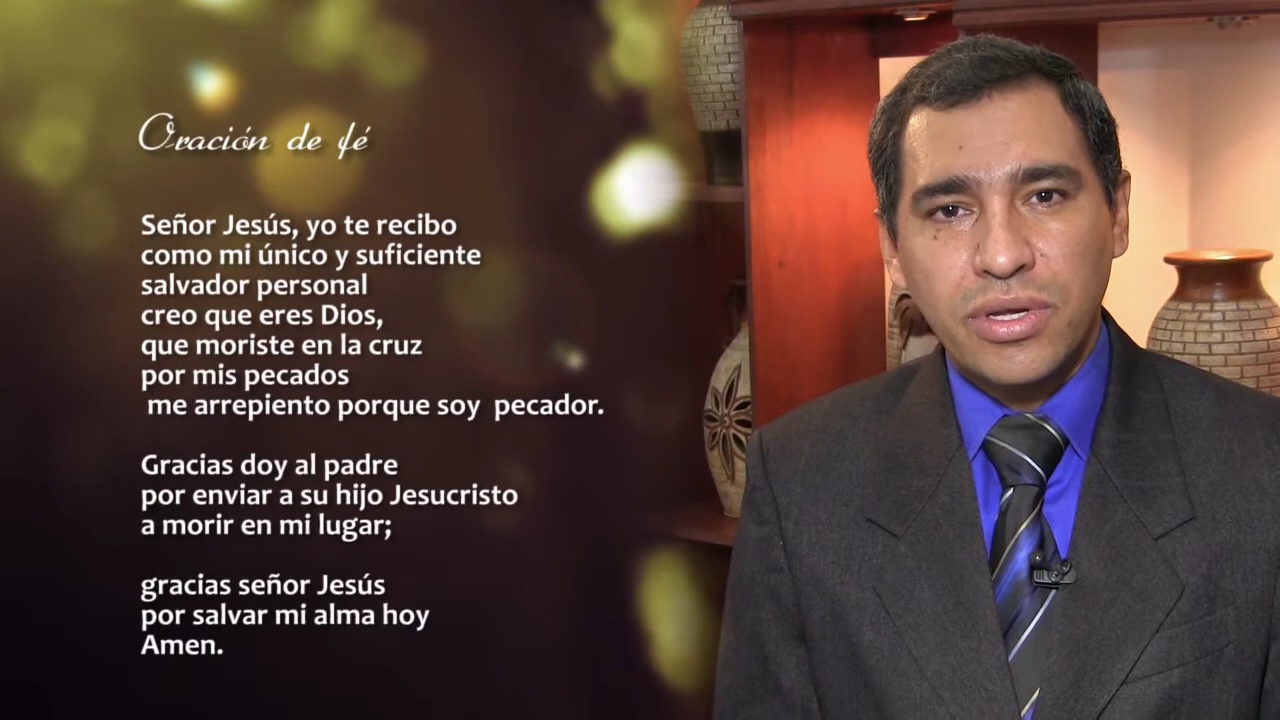 Oración de fé
Señor Jesús, yo te recibo
como mi único y suficiente
salvador personal
creo que eres Dios,
que moriste en la cruz
por mis pecados
me arrepiento porque soy pecador.
Gracias doy al padre
por enviar a su hijo Jesucristo
a morir en mi lugar;
gracias señor Jesús
por salvar mi alma hoy
Amen.